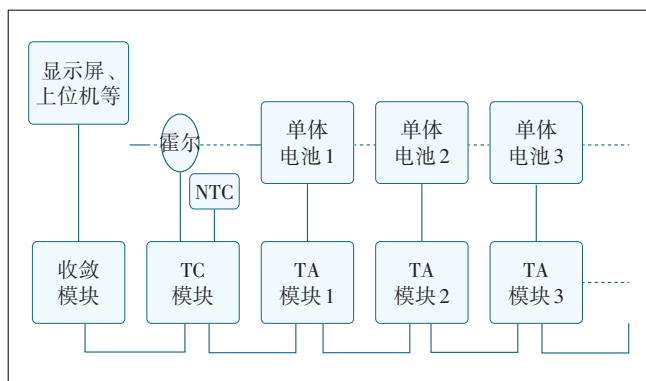 显示屏、
上位机等
霍尔
NTC
单体
电池1
单体
电池2
单体
电池3
收敛
模块
TC
模块
TA
模块1
TA
模块2
TA
模块3